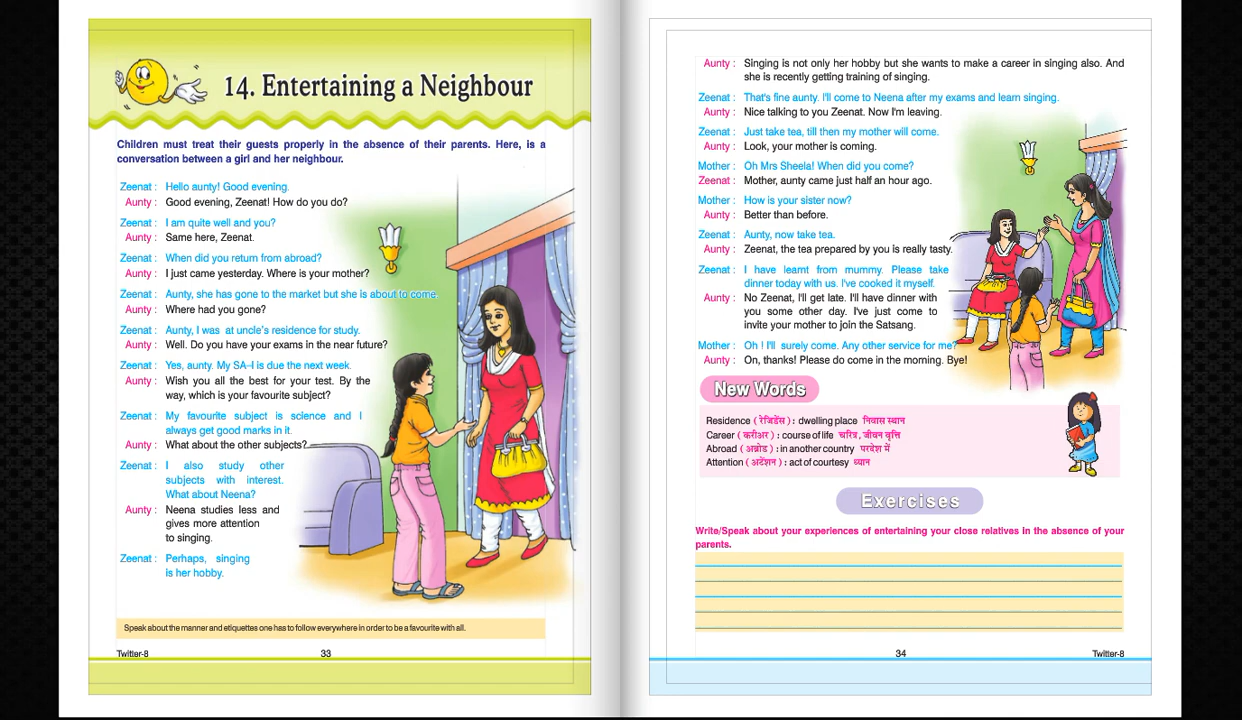 14. Entertaining a Neighbour
Children must treat their guests properly in the absence of their parents. Here, is a
conversation between a girl and her neighbour.
Zeenat : Hello aunty! Good evening.
Aunty : Good evening, Zeenat! How do you do?
Zeenat : I am quite well and you?
Aunty : Same here, Zeenat.
Zeenat : When did you return from abroad?
Aunty : I just came yesterday. Where is your mother?
Zeenat : Aunty, she has gone to the market but she is about to come.
Aunty : Where had you gone?
Zeenat : Aunty, I was at uncle's residence for study.
Aunty : Well. Do you have your exams in the near future?
Zeenat : Yes, aunty. My SA–I is due the next week.
Aunty : Wish you all the best for your test. By the
way, which is your favourite subject?
Zeenat : My favourite subject is science and I
always get good marks in it.
Aunty : What about the other subjects?
Zeenat : I also study other
subjects with interest.
What about Neena?
Aunty : Neena studies less and
gives more attention
to singing.
Zeenat : Perhaps, singing
is her hobby.
Speak about the manner and etiquettes one has to follow everywhere in order to be a favourite with all.
Twitter-8 33
Aunty : Singing is not only her hobby but she wants to make a career in singing also. And
she is recently getting training of singing.
Zeenat : That's fine aunty. I'll come to Neena after my exams and learn singing.
Aunty : Nice talking to you Zeenat. Now I'm leaving.
Zeenat : Just take tea, till then my mother will come.
Aunty : Look, your mother is coming.
Mother : Oh Mrs Sheela! When did you come?
Zeenat : Mother, aunty came just half an hour ago.
Mother : How is your sister now?
Aunty : Better than before.
Zeenat : Aunty, now take tea.
Aunty : Zeenat, the tea prepared by you is really tasty.
Zeenat : I have learnt from mummy. Please take
dinner today with us. I've cooked it myself.
Aunty : No Zeenat, I'll get late. I'll have dinner with
you some other day. I've just come to
invite your mother to join the Satsang.
Mother : Oh ! I'll surely come. Any other service for me?
Aunty : On, thanks! Please do come in the morning. Bye!
New Words
Residence ( रेजिडेंस ) : dwelling place निवास स्थान
Career ( करीअर ) : course of life चरित्र, जीवन वृत्ति
Abroad ( अब्रोड ) : in another country परदेश में
Attention ( अटेंशन ) : act of courtesy ध्यान
Exercises
Write/Speak about your experiences of entertaining your close relatives in the absence of your
parents.
34 Twitter-8